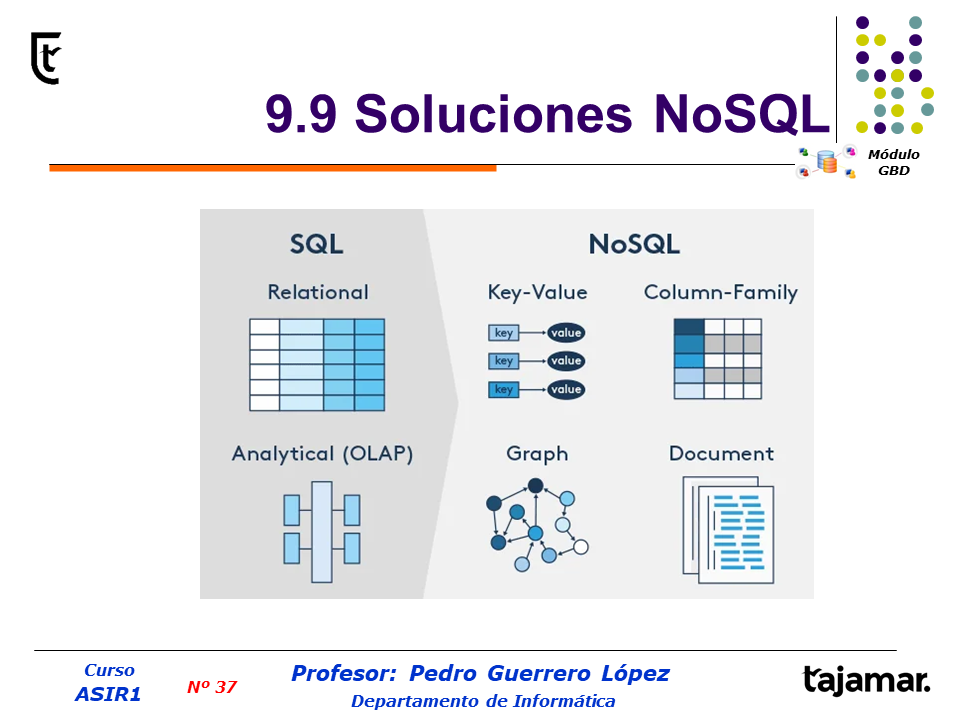 9.9 Soluciones NoSQL
Módulo
GBD
SQL
NoSQL
Relational
Key-Value
Column-Family
key
value
key
value
key
value
Analytical (OLAP)
Graph
Document
Curso
ASIR1
Nº 37
Profesor: Pedro Guerrero López
Departamento de Informática
tajamar.